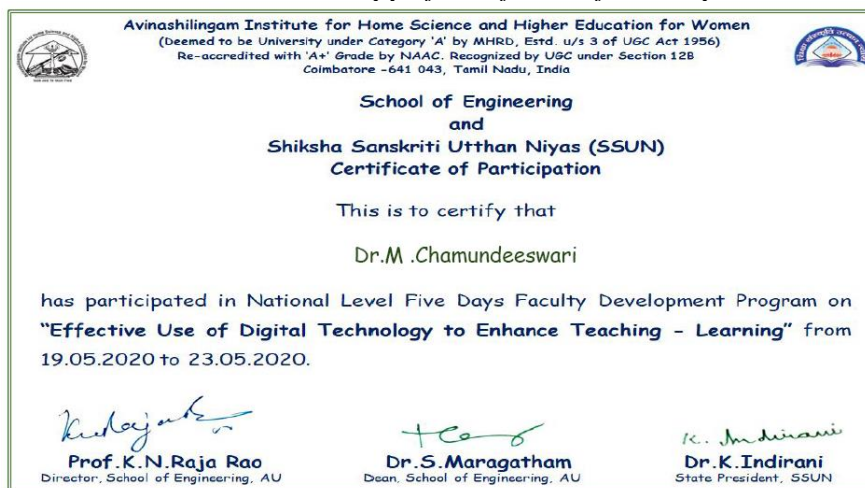 Avinashilingam Institute for Home Science and Higher Education for Women
(Deemed to be University under Category 'A' by MHRD, Estd. u/s 3 of UGC Act 1956)
Re-accredited with 'A+' Grade by NAAC. Recognized by UGC under Section 12B
Coimbatore -641 043, Tamil Nadu, India
School of Engineering
and
Shiksha Sanskriti Utthan Niyas (SSUN)
Certificate of Participation
This is to certify that
Dr.M .Chamundeeswari
has participated in National Level Five Days Faculty Development Program on
"Effective Use of Digital Technology to Enhance Teaching - Learning" from
19.05.2020 to 23.05.2020.
K. Indirani
Prof.K.N.Raja Rao
Dr.S.Maragatham
Dr.K.Indirani
Director, School of Engineering, AU
Dean, School of Engineering, AU
State President, SSUN